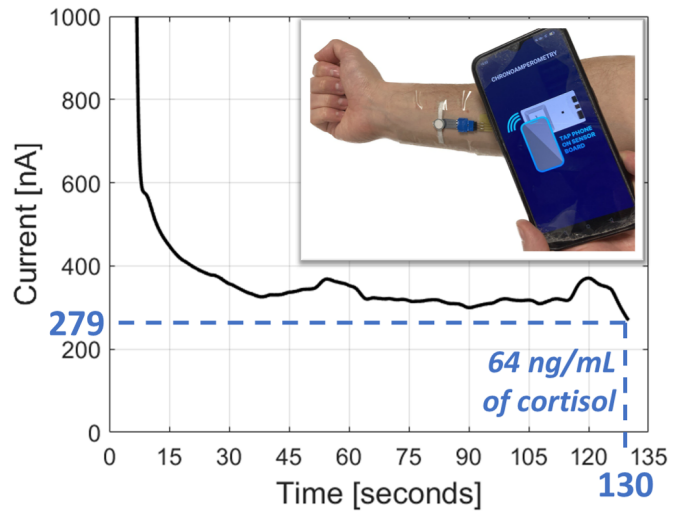 1000
800
600
400
200
0
279
Current [nA]
CHRONOAMPEROMETRY
TAP PHONE
ON SENSOR
BOARD
64 ng/mL
of cortisol
0 15 30 45 60 75 90 105 120 135
130
Time [seconds]